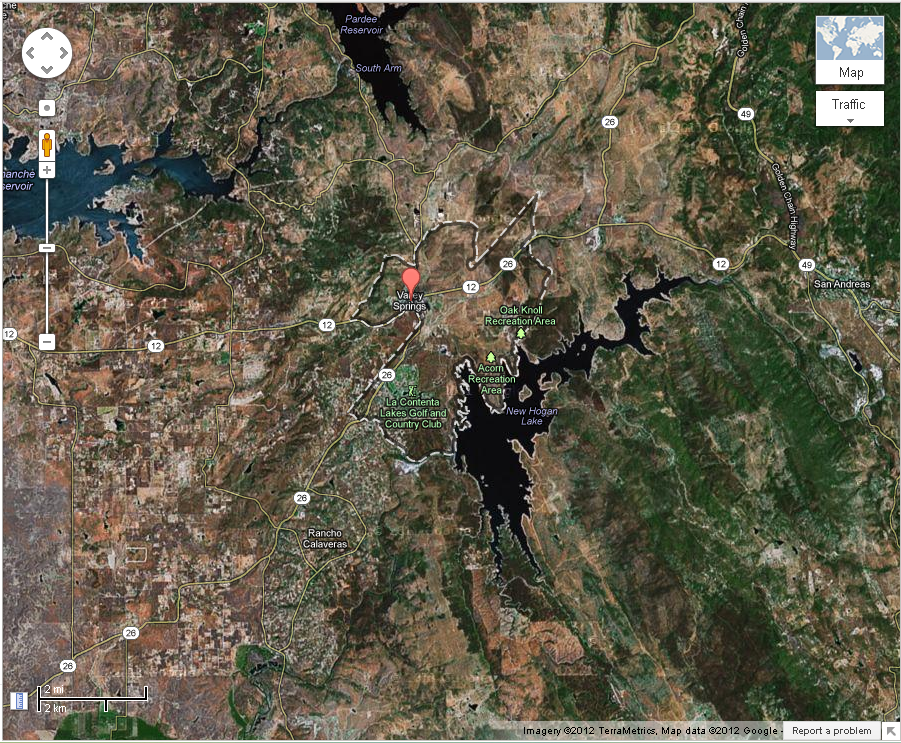 Pardee
Reservoir
South Arm
Golden Chain
Map
Traffic
26
49
Golden Chain Highway
12
26
12
49
San Andreas
Valley
Springs
Oak Knoll
Recreation Area
12
12
12
Acorn
Recreation
Area
26
La Contenta
Lakes Golf and
Country Club
New Hogan
Lake
26
Rancho
Calaveras
26
26
2 mi
2 km
Imagery ©2012 TerraMetrics, Map data ©2012 Google -
Report a problem